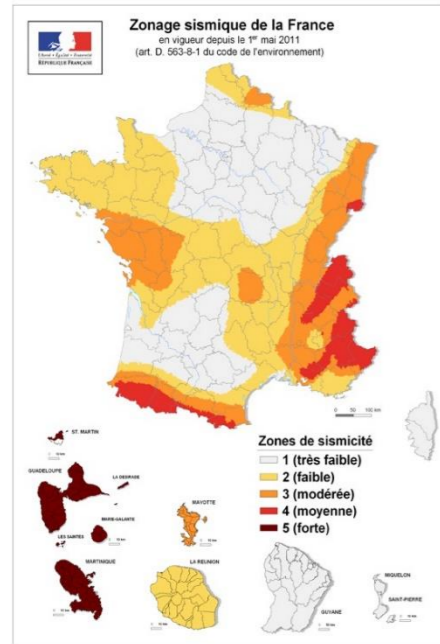 Zonage sismique de la France
en vigueur depuis le 1er mai 2011
(art. D. 563-8-1 du code de l'environnement)
Liberté • Égalité • Fraternité
RÉPUBLIQUE FRANÇAISE
0 50 100 km
ST. MARTIN
GUADELOUPE
LA DESIRADE
MARIE-GALANTE
LES SAINTES
MARTINIQUE
MAYOTTE
LA REUNION
Zones de sismicité
1 (très faible)
2 (faible)
3 (modérée)
4 (moyenne)
5 (forte)
GUYANE
MIQUELON
SAINT-PIERRE